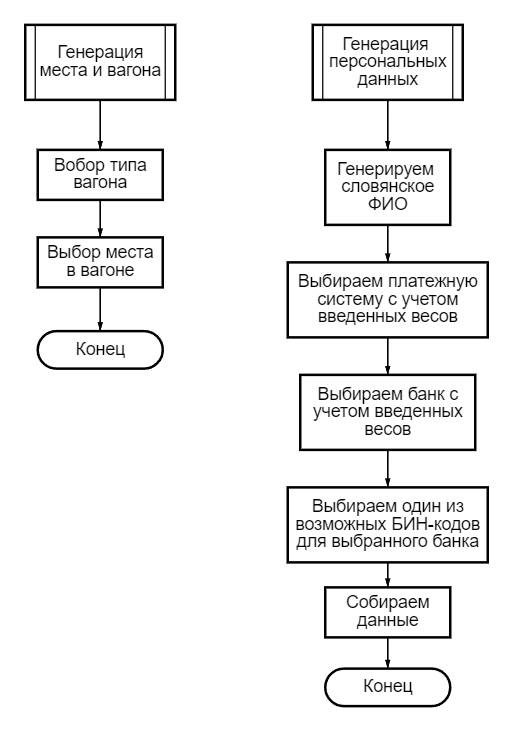 Генерация
места и вагона
Вобор типа
вагона
Выбор места
в вагоне
Конец
Генерация
персональных
данных
Генерируем
словянское
ФИО
Выбираем платежную
систему с учетом
введенных весов
Выбираем банк с
учетом введенных
весов
Выбираем один из
возможных БИН-кодов
для выбранного банка
Собираем
данные
Конец